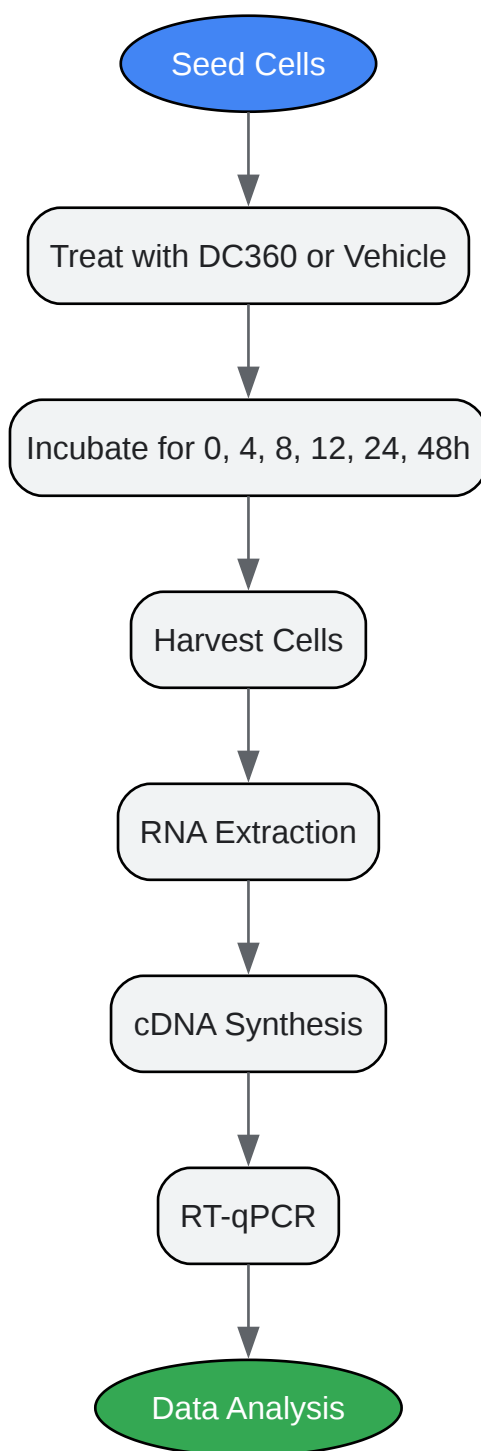 Seed Cells
Treat with DC360 or Vehicle
Incubate for 0, 4, 8, 12, 24, 48h
Harvest Cells
RNA Extraction
cDNA Synthesis
RT-qPCR
Data Analysis